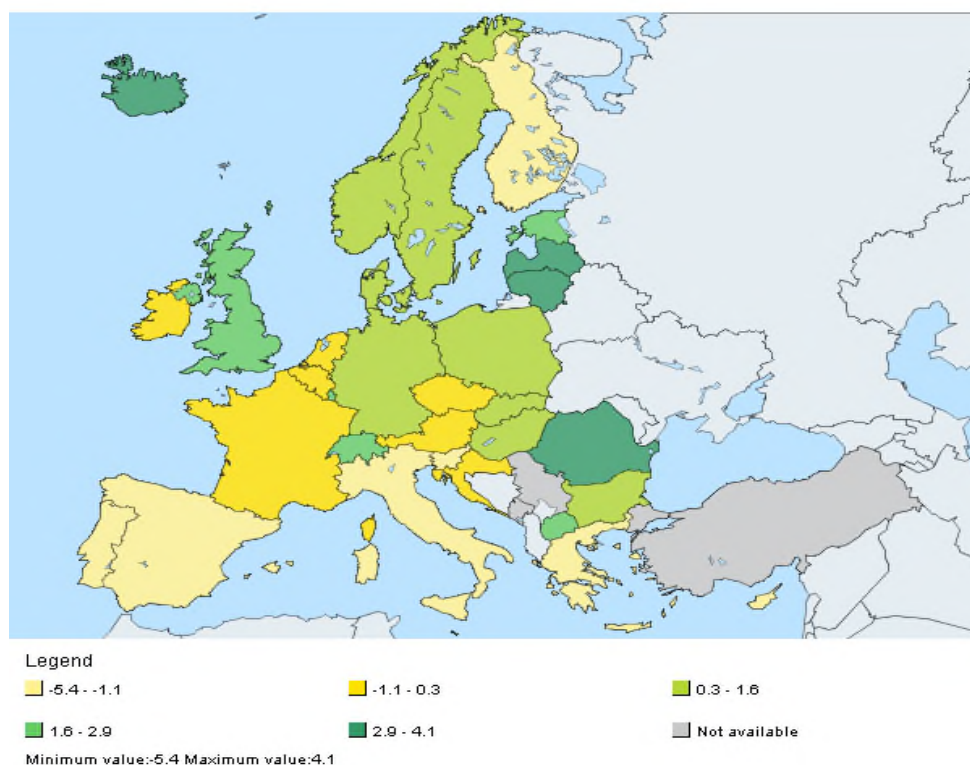 Legend
-5.4 - -1.1
-1.1 - 0.3
0.3 - 1.6
1.6 - 2.9
2.9 - 4.1
Not available
Minimum value:-5.4 Maximum value:4.1